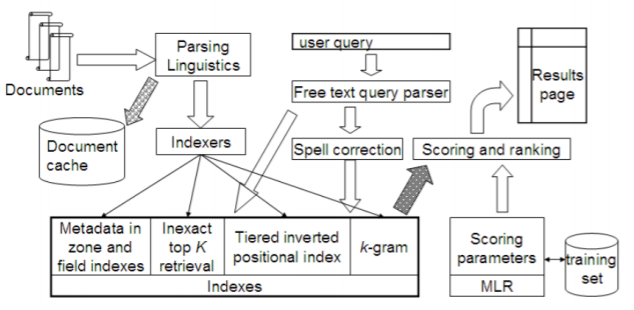 Documents
Parsing
Linguistics
user query
Free text query parser
Results
page
Document
cache
Indexers
Spell correction
Scoring and ranking
Metadata in
zone and
field indexes
Inexact
top K
retrieval
Tiered inverted
positional index
k-gram
Indexes
Scoring
parameters
MLR
training
set